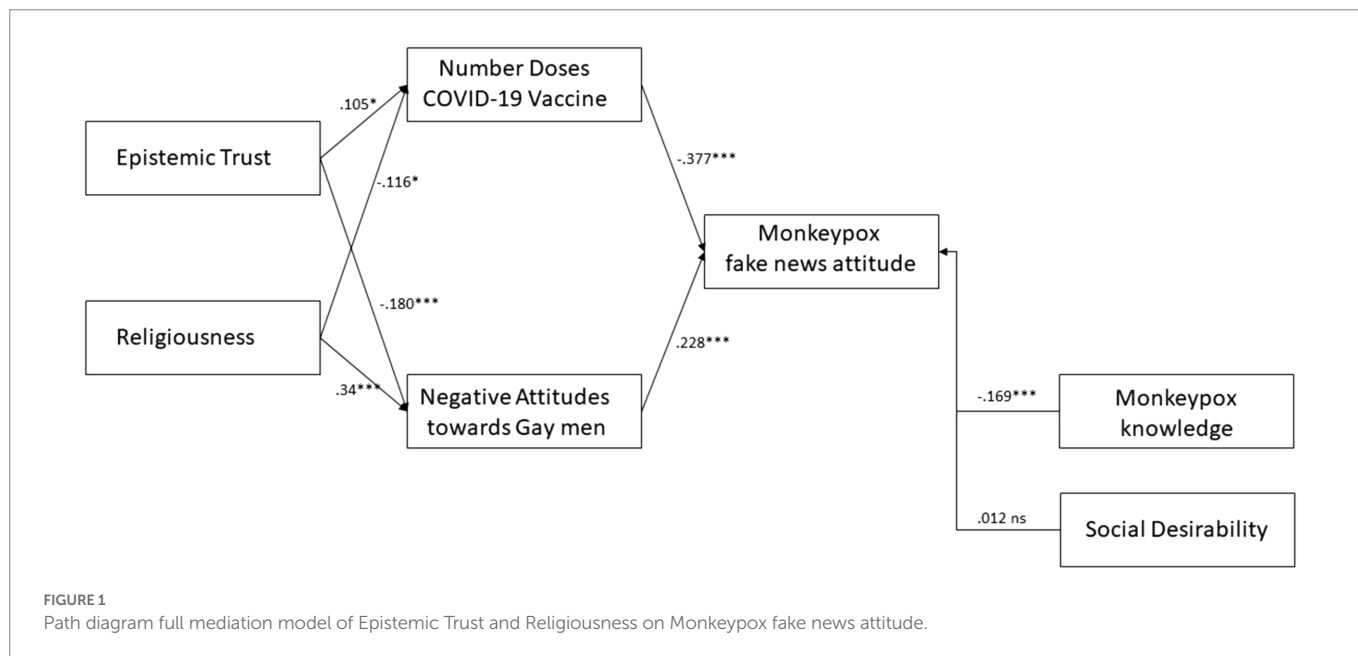 Number Doses
COVID-19 Vaccine
.105*
Epistemic Trust
-.377***
-.116*
Monkeypox
fake news attitude
-.180***
Religiousness
.228***
.34***
Negative Attitudes
towards Gay men
-.169***
Monkeypox
knowledge
.012 ns
Social Desirability
FIGURE 1
Path diagram full mediation model of Epistemic Trust and Religiousness on Monkeypox fake news attitude.